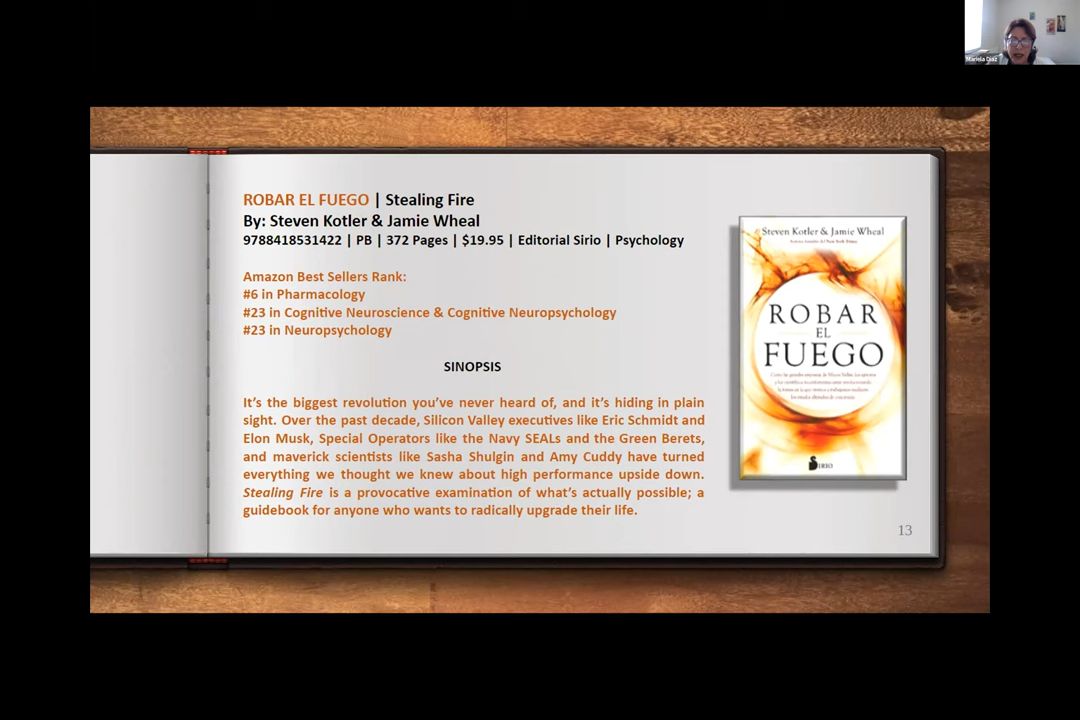 Mariela Diaz
ROBAR EL FUEGO | Stealing Fire
By: Steven Kotler & Jamie Wheal
9788418531422 | PB | 372 Pages | $19.95 | Editorial Sirio | Psychology
Amazon Best Sellers Rank:
#6 in Pharmacology
#23 in Cognitive Neuroscience & Cognitive Neuropsychology
#23 in Neuropsychology
SINOPSIS
It’s the biggest revolution you’ve never heard of, and it’s hiding in plain
sight. Over the past decade, Silicon Valley executives like Eric Schmidt and
Elon Musk, Special Operators like the Navy SEALs and the Green Berets,
and maverick scientists like Sasha Shulgin and Amy Cuddy have turned
everything we thought we knew about high performance upside down.
Stealing Fire is a provocative examination of what’s actually possible; a
guidebook for anyone who wants to radically upgrade their life.
Steven Kotler & Jamie Wheal
ROBAR
EL
FUEGO
SIRIO
13